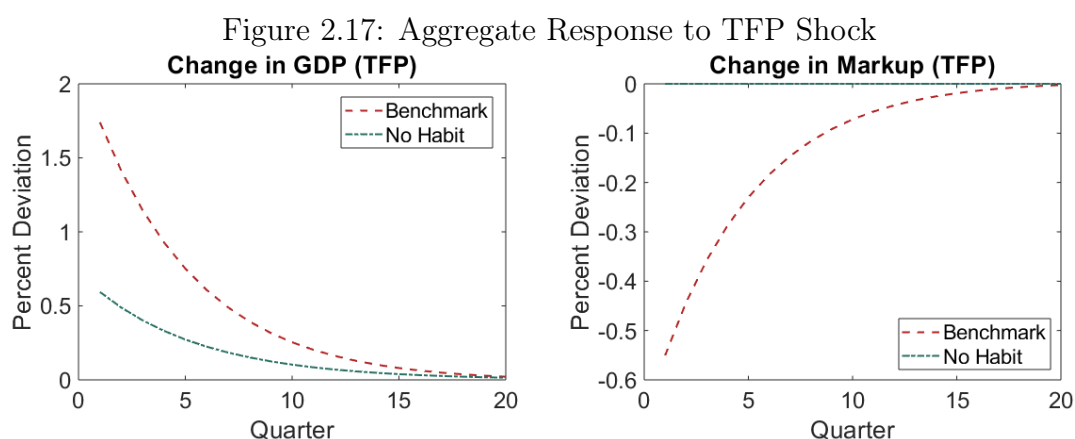 Figure 2.17: Aggregate Response to TFP Shock
Change in GDP (TFP)
Percent Deviation
2
1.5
1
0.5
0
0 5 10 15 20
Quarter
Benchmark
No Habit
Change in Markup (TFP)
Percent Deviation
0
-0.1
-0.2
-0.3
-0.4
-0.5
-0.6
0 5 10 15 20
Quarter
Benchmark
No Habit